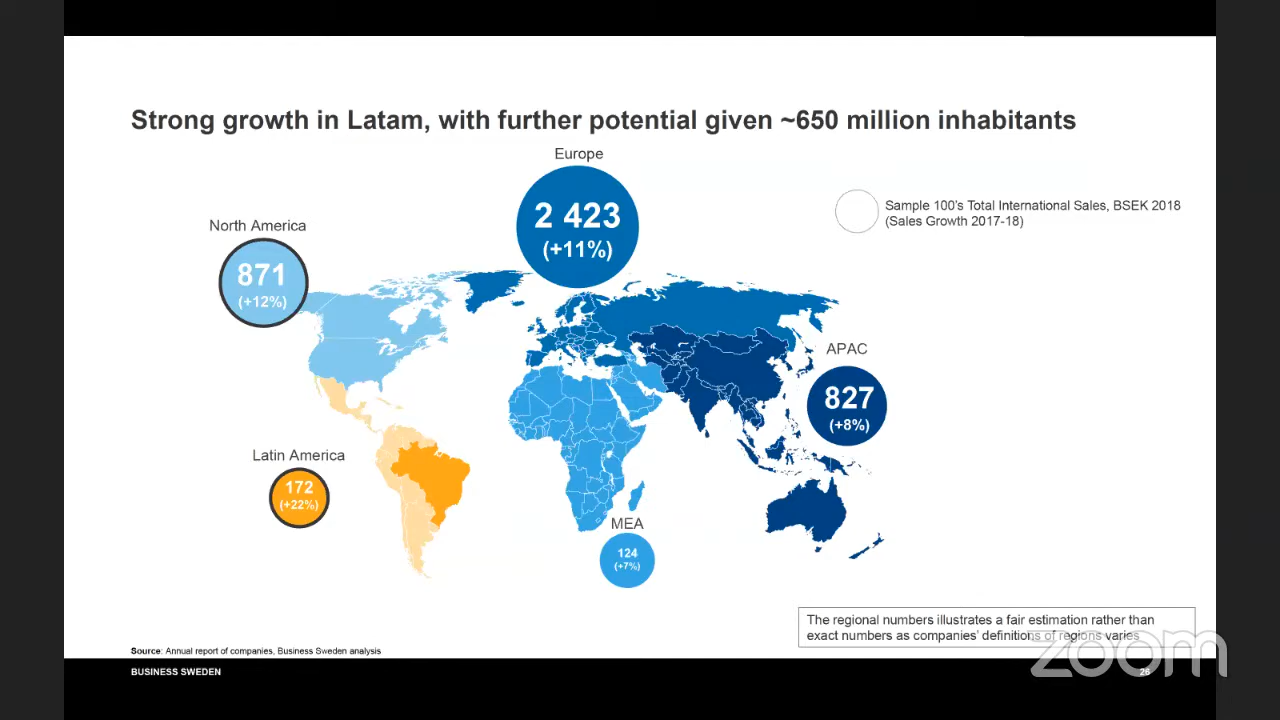 Strong growth in Latam, with further potential given ~650 million inhabitants
Europe
2 423
(+11%)
Sample 100's Total International Sales, BSEK 2018
(Sales Growth 2017-18)
North America
871
(+12%)
APAC
827
(+8%)
Latin America
172
(+22%)
MEA
124
(+7%)
The regional numbers illustrates a fair estimation rather than
exact numbers as companies' definitions of regions varies
Source: Annual report of companies, Business Sweden analysis
BUSINESS SWEDEN
26
zoom